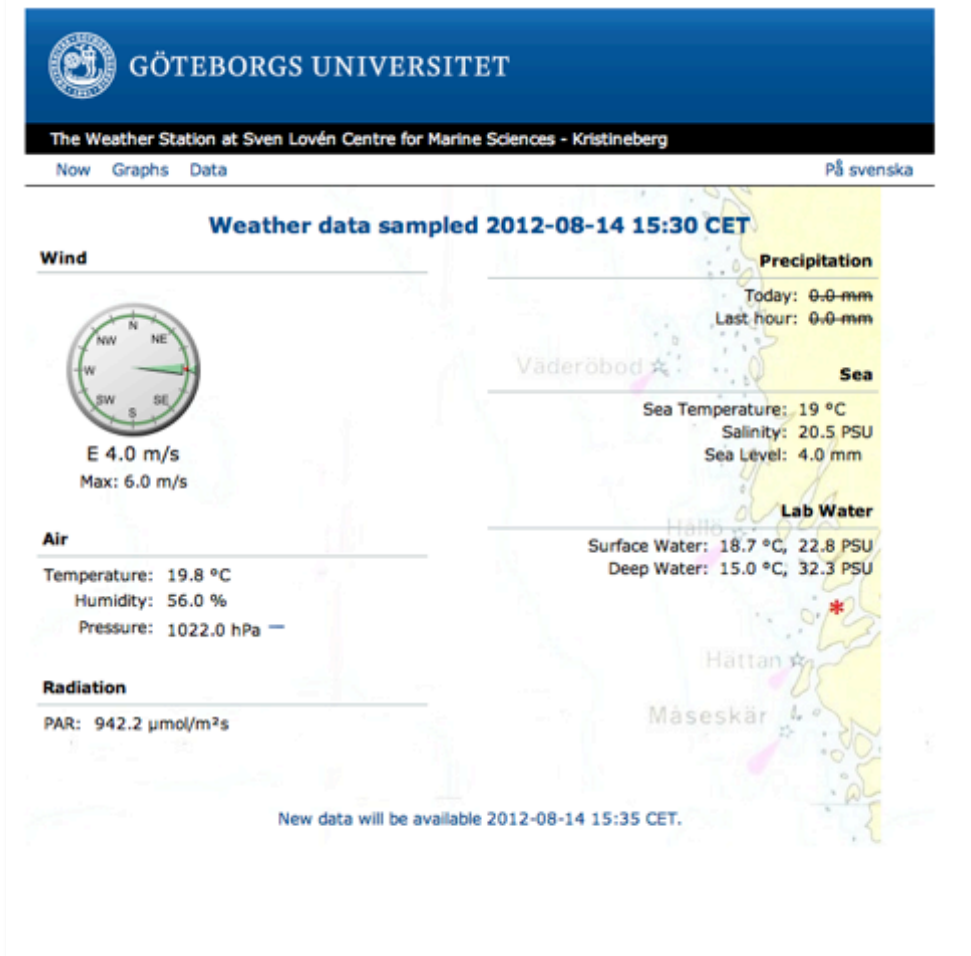 GÖTEBORGS UNIVERSITET
The Weather Station at Sven Lovén Centre for Marine Sciences - Kristineberg
Now Graphs Data På svenska
Weather data sampled 2012-08-14 15:30 CET
Wind
N
NW NE
W
SW SE
S
E 4.0 m/s
Max: 6.0 m/s
Air
Temperature: 19.8 °C
Humidity: 56.0 %
Pressure: 1022.0 hPa
Radiation
PAR: 942.2 µmol/m²s
Precipitation
Today: 0.0 mm
Last hour: 0.0 mm
Väderöbod
Sea
Sea Temperature: 19 °C
Salinity: 20.5 PSU
Sea Level: 4.0 mm
Lab Water
Hållö
Surface Water: 18.7 °C, 22.8 PSU
Deep Water: 15.0 °C, 32.3 PSU
*
Hättan
Måseskär
New data will be available 2012-08-14 15:35 CET.